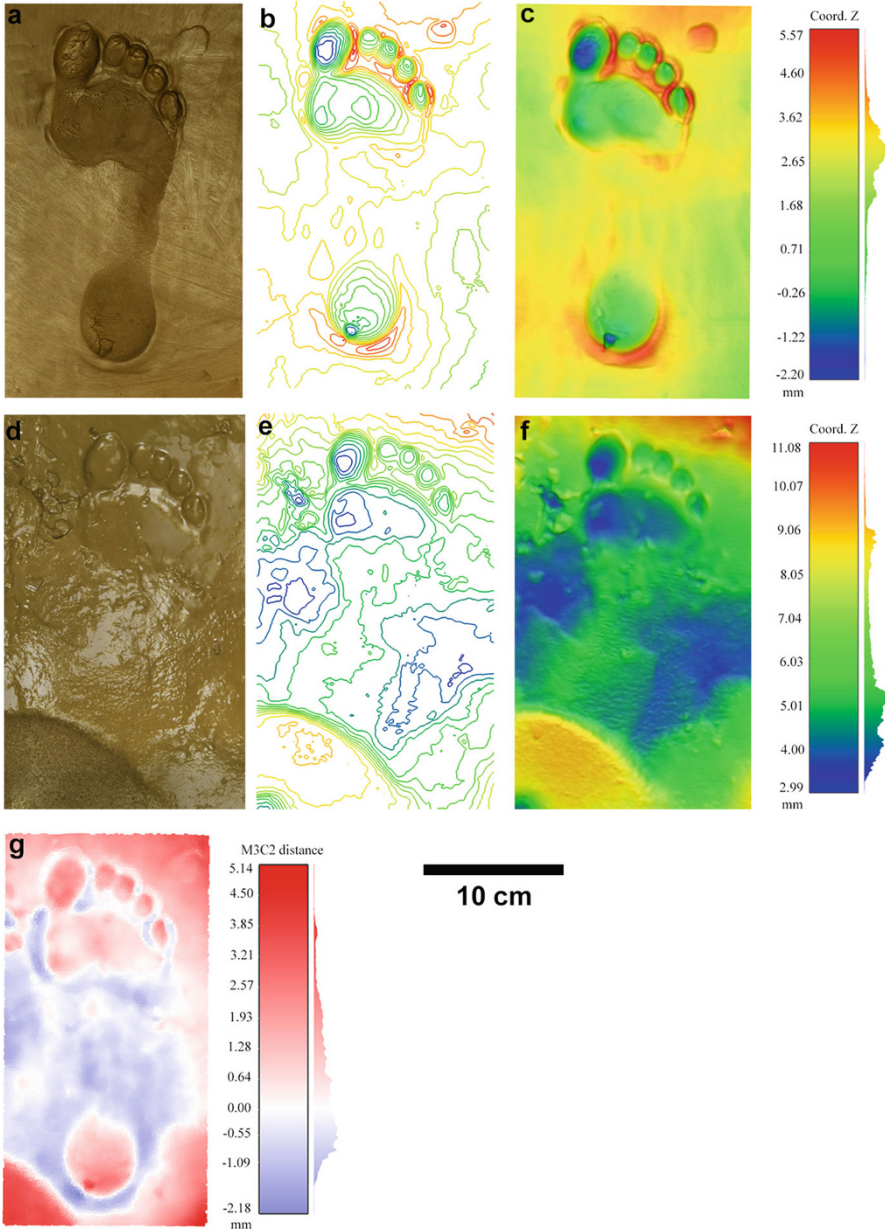 a
b
c
Coord. Z
5.57
4.60
3.62
2.65
1.68
0.71
-0.26
-1.22
-2.20
mm
d
e
f
Coord. Z
11.08
10.07
9.06
8.05
7.04
6.03
5.01
4.00
2.99
mm
g
M3C2 distance
5.14
4.50
3.85
3.21
2.57
1.93
1.28
0.64
0.00
-0.55
-1.09
-2.18
mm
10 cm